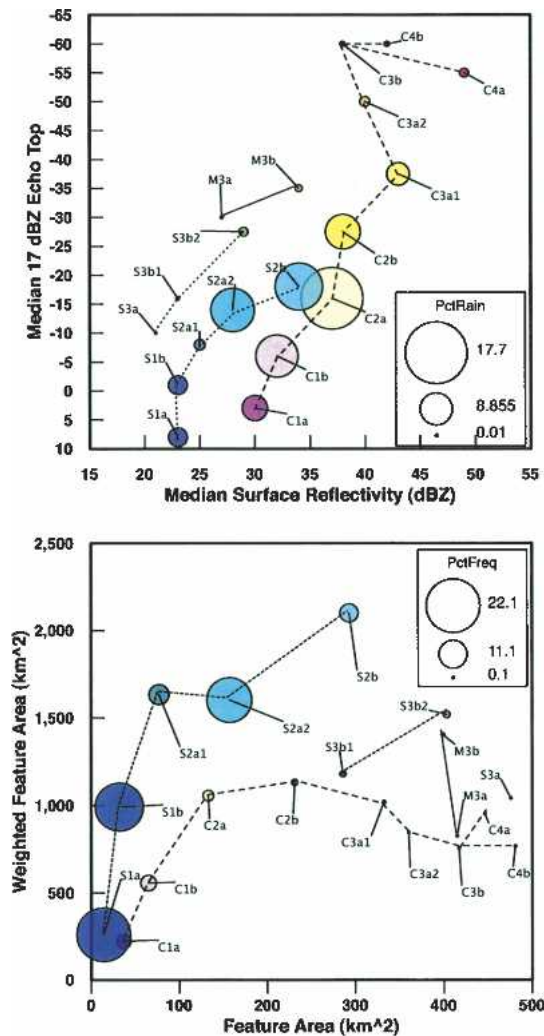 -60
-55
-50
-45
-40
-35
-30
-25
-20
-15
-10
-5
0
5
10
Median 17 dBZ Echo Top
C4b
C3b
C4a
C3a2
M3b
M3a
C3a1
S3b2
C2b
S2b
S2a2
S3b1
S3a
S2a1
C2a
S1b
C1b
C1a
S1a
PctRain
17.7
8.855
0.01
15 20 25 30 35 40 45 50 55
Median Surface Reflectivity (dBZ)
2,500
2,000
1,500
1,000
500
0
Weighted Feature Area (km^2)
PctFreq
22.1
11.1
0.1
S2b
S2a1
S2a2
S3b2
S3b1
M3b
S3a
S1b
C2a
C2b
M3a
C3a1
C4a
C3a2
C3b
C4b
S1a
C1b
C1a
0 100 200 300 400 500
Feature Area (km^2)